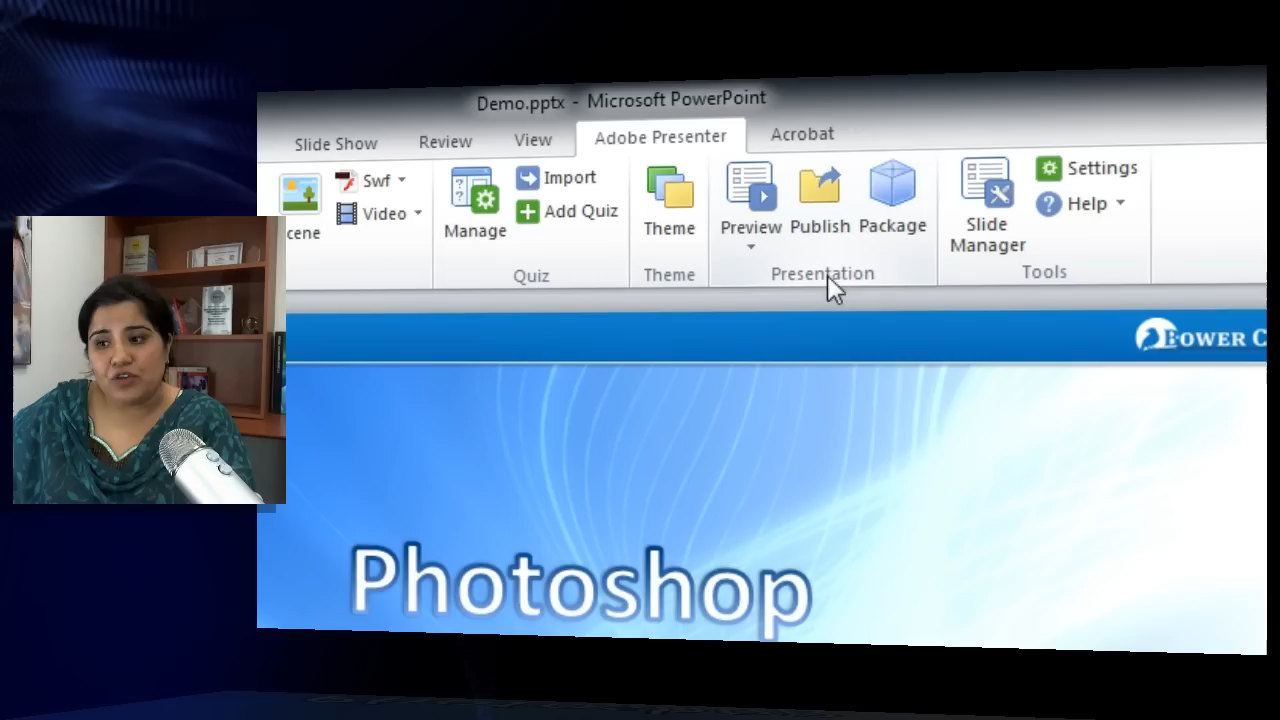 Demo.pptx - Microsoft PowerPoint
Slide Show Review View Adobe Presenter Acrobat
cene
Swf
Video
Manage
Import
Add Quiz
Quiz
Theme
Theme
Preview Publish Package
Presentation
Slide
Manager
Settings
Help
Tools
POWER C
Photoshop